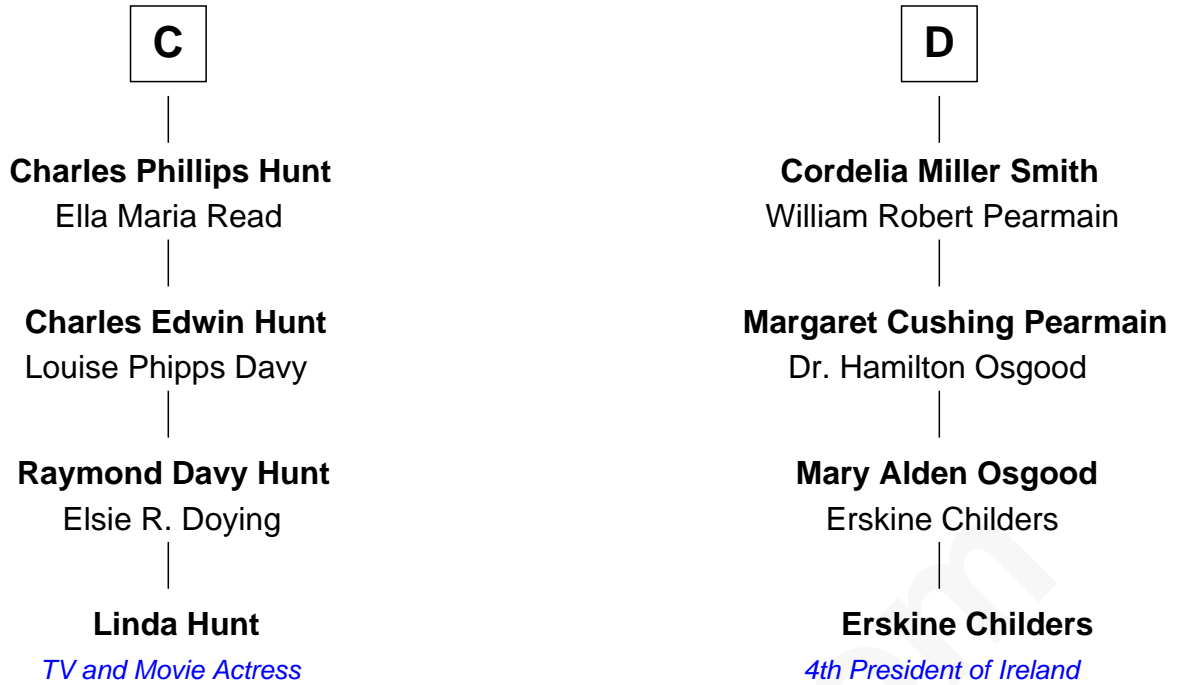 C
Charles Phillips Hunt
Ella Maria Read
Charles Edwin Hunt
Louise Phipps Davy
Raymond Davy Hunt
Elsie R. Doying
Linda Hunt
TV and Movie Actress
D
Cordelia Miller Smith
William Robert Pearmain
Margaret Cushing Pearmain
Dr. Hamilton Osgood
Mary Alden Osgood
Erskine Childers
Erskine Childers
4th President of Ireland